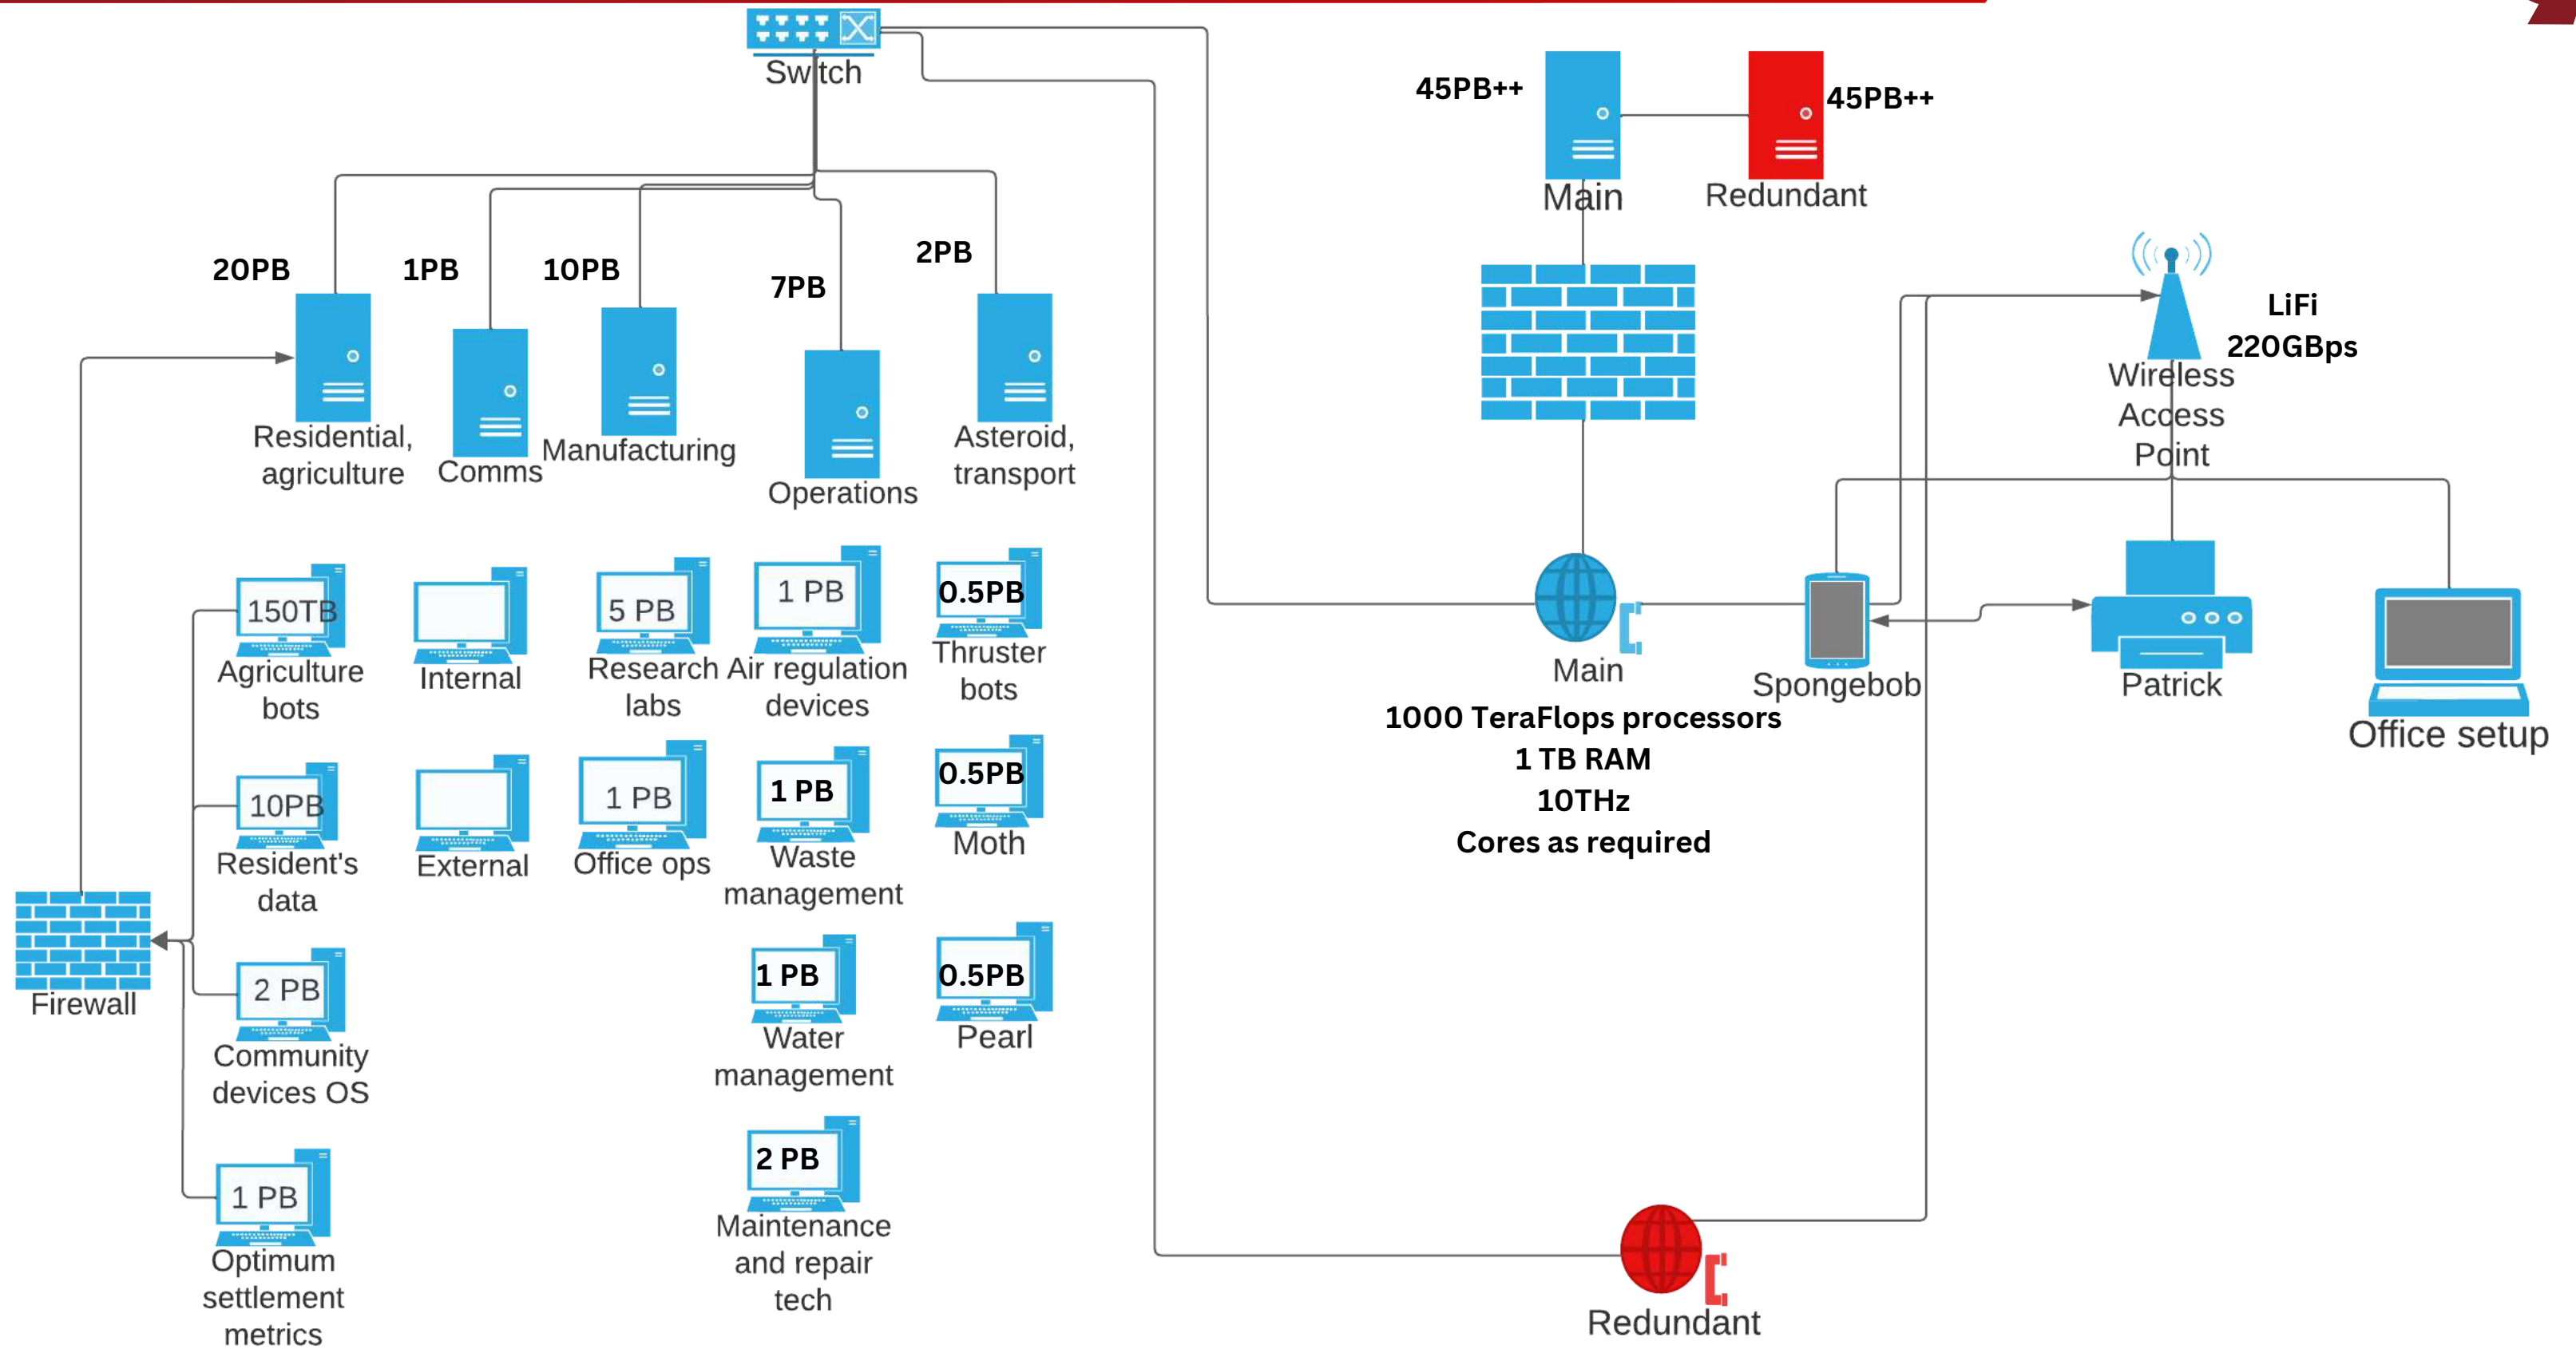 Switch
45PB++
45PB++
Main
Redundant
20PB
1PB
10PB
7PB
2PB
LiFi
220GBps
Wireless
Access
Point
Residential,
agriculture
Comms
Manufacturing
Operations
Asteroid,
transport
150TB
Agriculture
bots
Internal
5 PB
Research
labs
1 PB
Air regulation
devices
0.5PB
Thruster
bots
Main
1000 TeraFlops processors
1 TB RAM
10THz
Cores as required
Spongebob
Patrick
Office setup
10PB
Resident's
data
External
1 PB
Office ops
1 PB
Waste
management
0.5PB
Moth
Firewall
2 PB
Community
devices OS
1 PB
Water
management
0.5PB
Pearl
1 PB
Optimum
settlement
metrics
2 PB
Maintenance
and repair
tech
Redundant